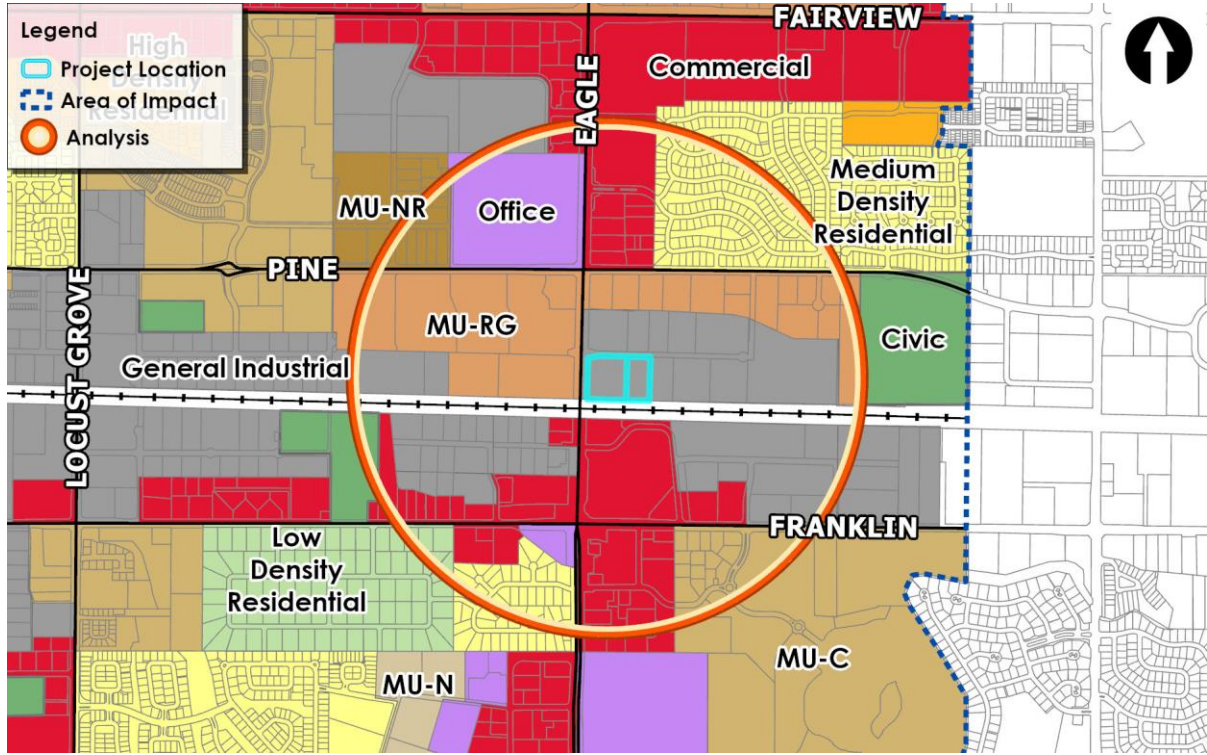 Legend
Project Location
Area of Impact
Analysis
High
Density
Residential
FAIRVIEW
EAGLE
Commercial
MU-NR
Office
Medium
Density
Residential
PINE
LOCUST GROVE
MU-RG
Civic
General Industrial
FRANKLIN
Low
Density
Residential
MU-N
MU-C